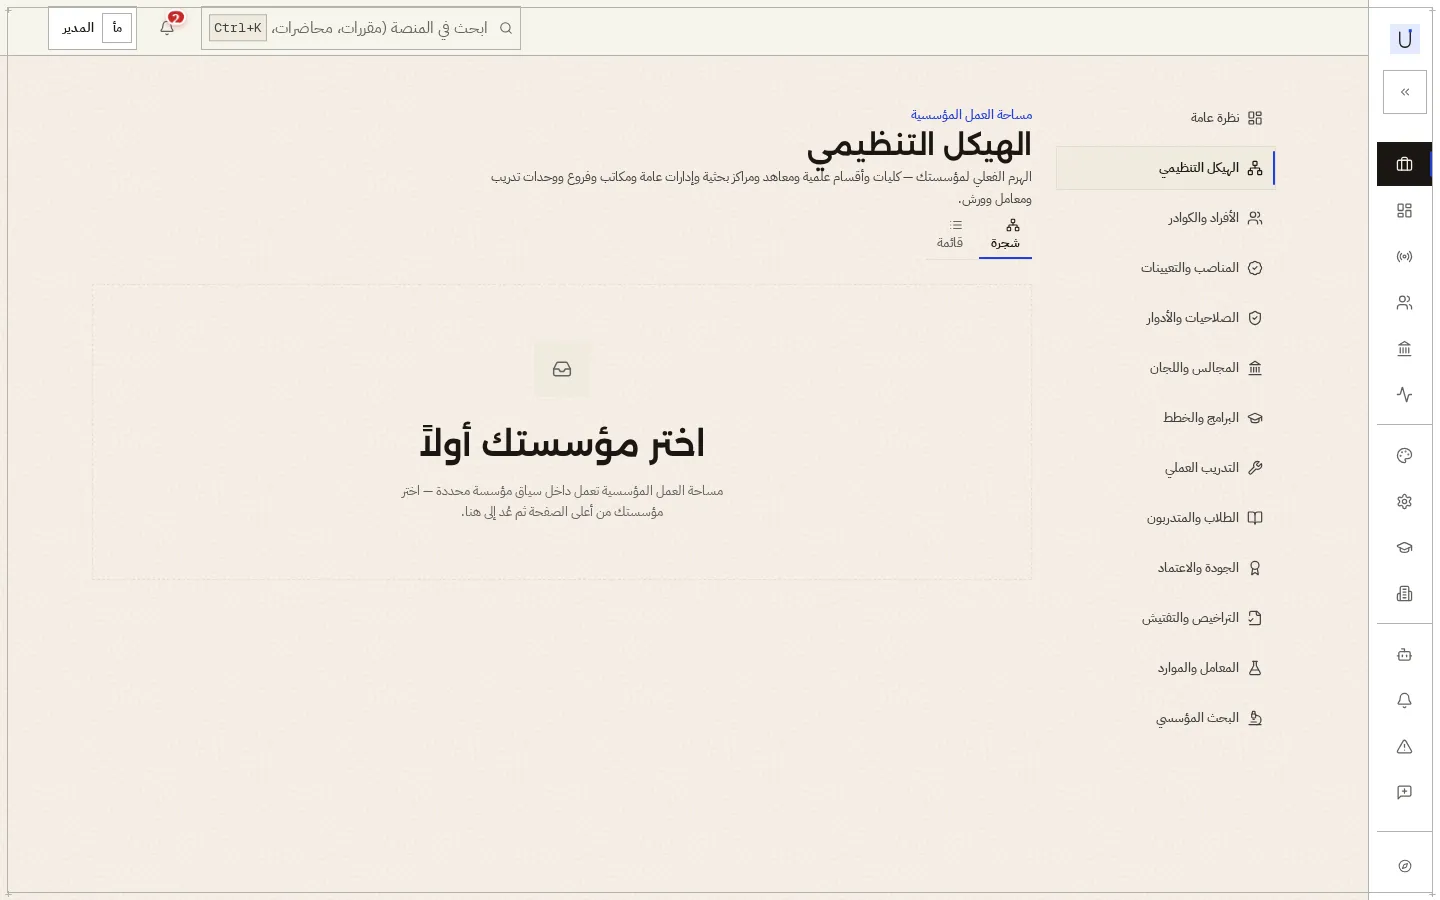 U
ابحث في المنصة (مقررات، محاضرات،
Ctrl+K
2
مأ
المدير
نظرة عامة
الهيكل التنظيمي
الأفراد والكوادر
المناصب والتعيينات
الصلاحيات والأدوار
المجالس واللجان
البرامج والخطط
التدريب العملي
الطلاب والمتدربون
الجودة والاعتماد
التراخيص والتفتيش
المعامل والموارد
البحث المؤسسي
مساحة العمل المؤسسية
الهيكل التنظيمي
الهرم الفعلي لمؤسستك — كليات وأقسام علمية ومعاهد ومراكز بحثية وإدارات عامة ومكاتب وفروع ووحدات تدريب
ومعامل وورش.
شجرة
قائمة
اختر مؤسستك أولاً
مساحة العمل المؤسسية تعمل داخل سياق مؤسسة محددة — اختر
مؤسستك من أعلى الصفحة ثم عُد إلى هنا.